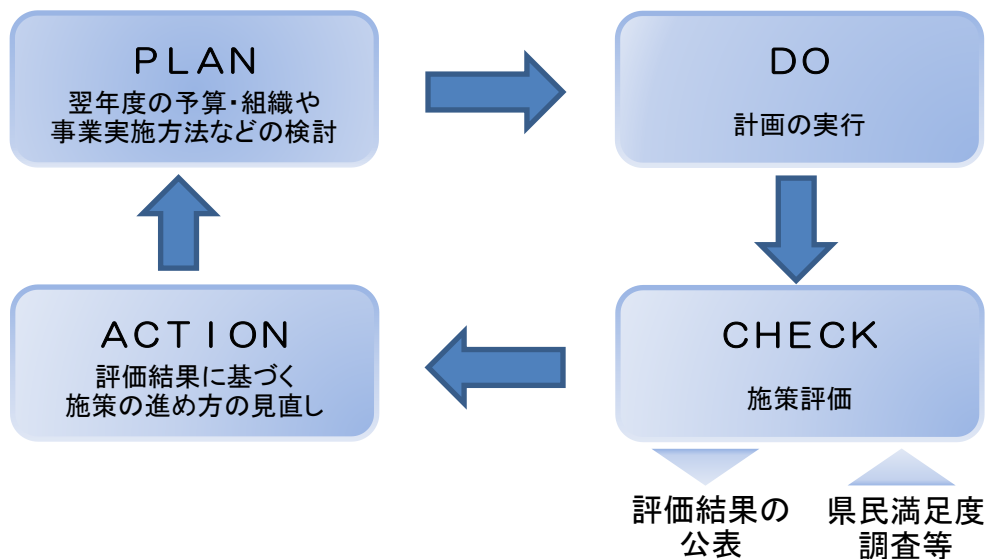 PLAN
翌年度の予算・組織や
事業実施方法などの検討
DO
計画の実行
ACTION
評価結果に基づく
施策の進め方の見直し
CHECK
施策評価
評価結果の
公表
県民満足度
調査等